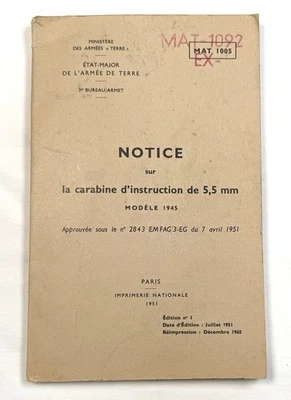 MINISTÈRE
DES ARMÉES « TERRE »
ÉTAT-MAJOR
DE L'ARMÉE DE TERRE
3e BUREAU/ARMET
MAT-1092
EX-
MAT. 1005
NOTICE
sur
la carabine d'instruction de 5,5 mm
MODÈLE 1945
Approuvée sous le n° 2843 EMFAG/3-EG du 7 avril 1951
PARIS
IMPRIMERIE NATIONALE
1951
Édition n° 1
Date d'Édition : Juillet 1951
Réimpression : Décembre 1965